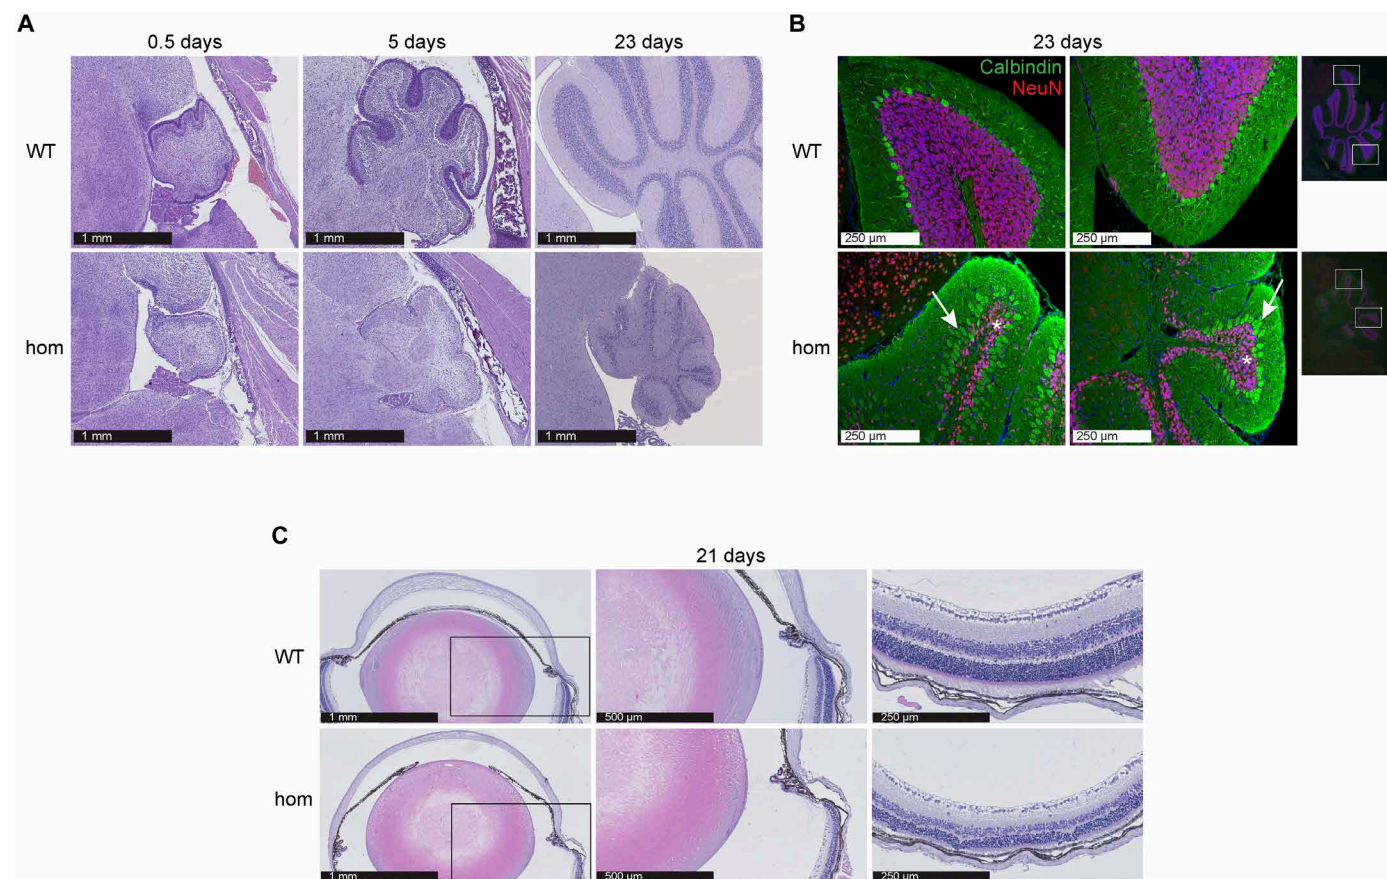 A
0.5 days
5 days
23 days
WT
1 mm
1 mm
1 mm
hom
1 mm
1 mm
1 mm
B
23 days
Calbindin
NeuN
WT
250 µm
250 µm
hom
*
*
250 µm
250 µm
C
21 days
WT
1 mm
500 µm
250 µm
hom
1 mm
500 µm
250 µm